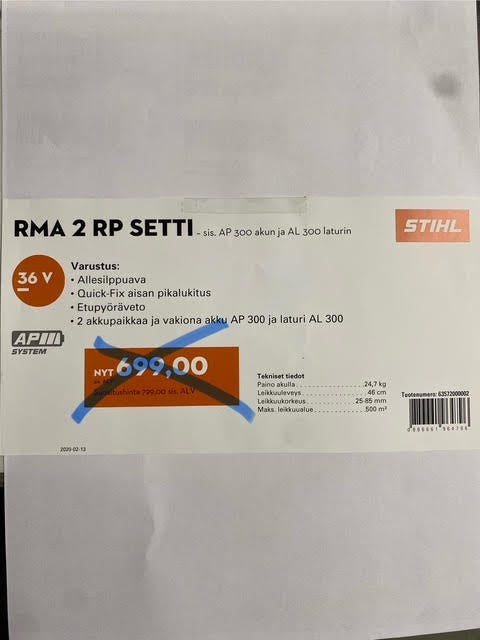 RMA 2 RP SETTI - sis. AP 300 akun ja AL 300 laturin
STIHL
36 V
Varustus:
• Allesilppuava
• Quick-Fix aisan pikalukitus
• Etupyöräveto
• 2 akkupaikkaa ja vakiona akku AP 300 ja laturi AL 300
AP
SYSTEM
NYT 699,00
Suositushinta 799,00 sis. ALV
Tekniset tiedot
Paino akulla 24,7 kg
Leikkuuleveys 46 cm
Leikkuukorkeus 25-85 mm
Maks. leikkuualue 500 m²
Tuotenumero: 63572000002
2020-02-13